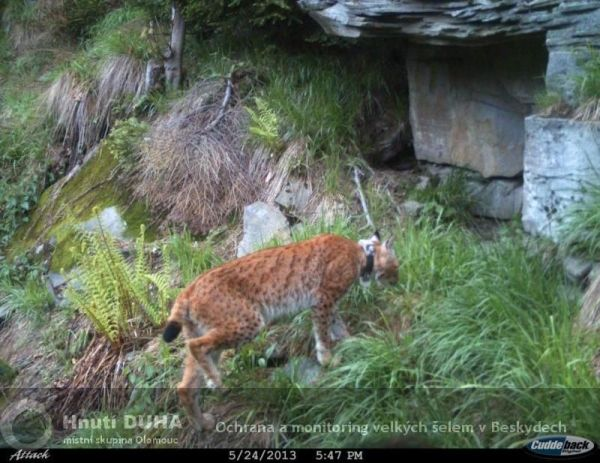 Hnutí DUHA
místní skupina Olomouc
Ochrana a monitoring velkých šelem v Beskydech
Attack
5/24/2013 5:47 PM
Cuddeback